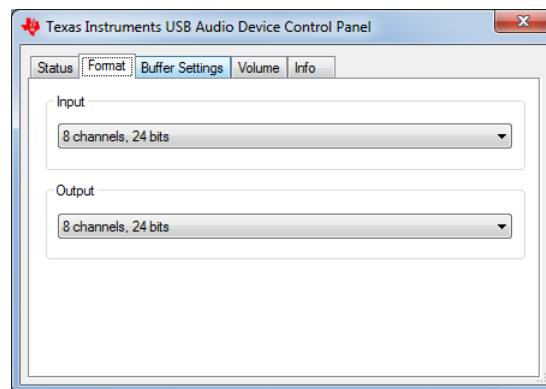 Texas Instruments USB Audio Device Control Panel
Status Format Buffer Settings Volume Info
Input
8 channels, 24 bits
Output
8 channels, 24 bits